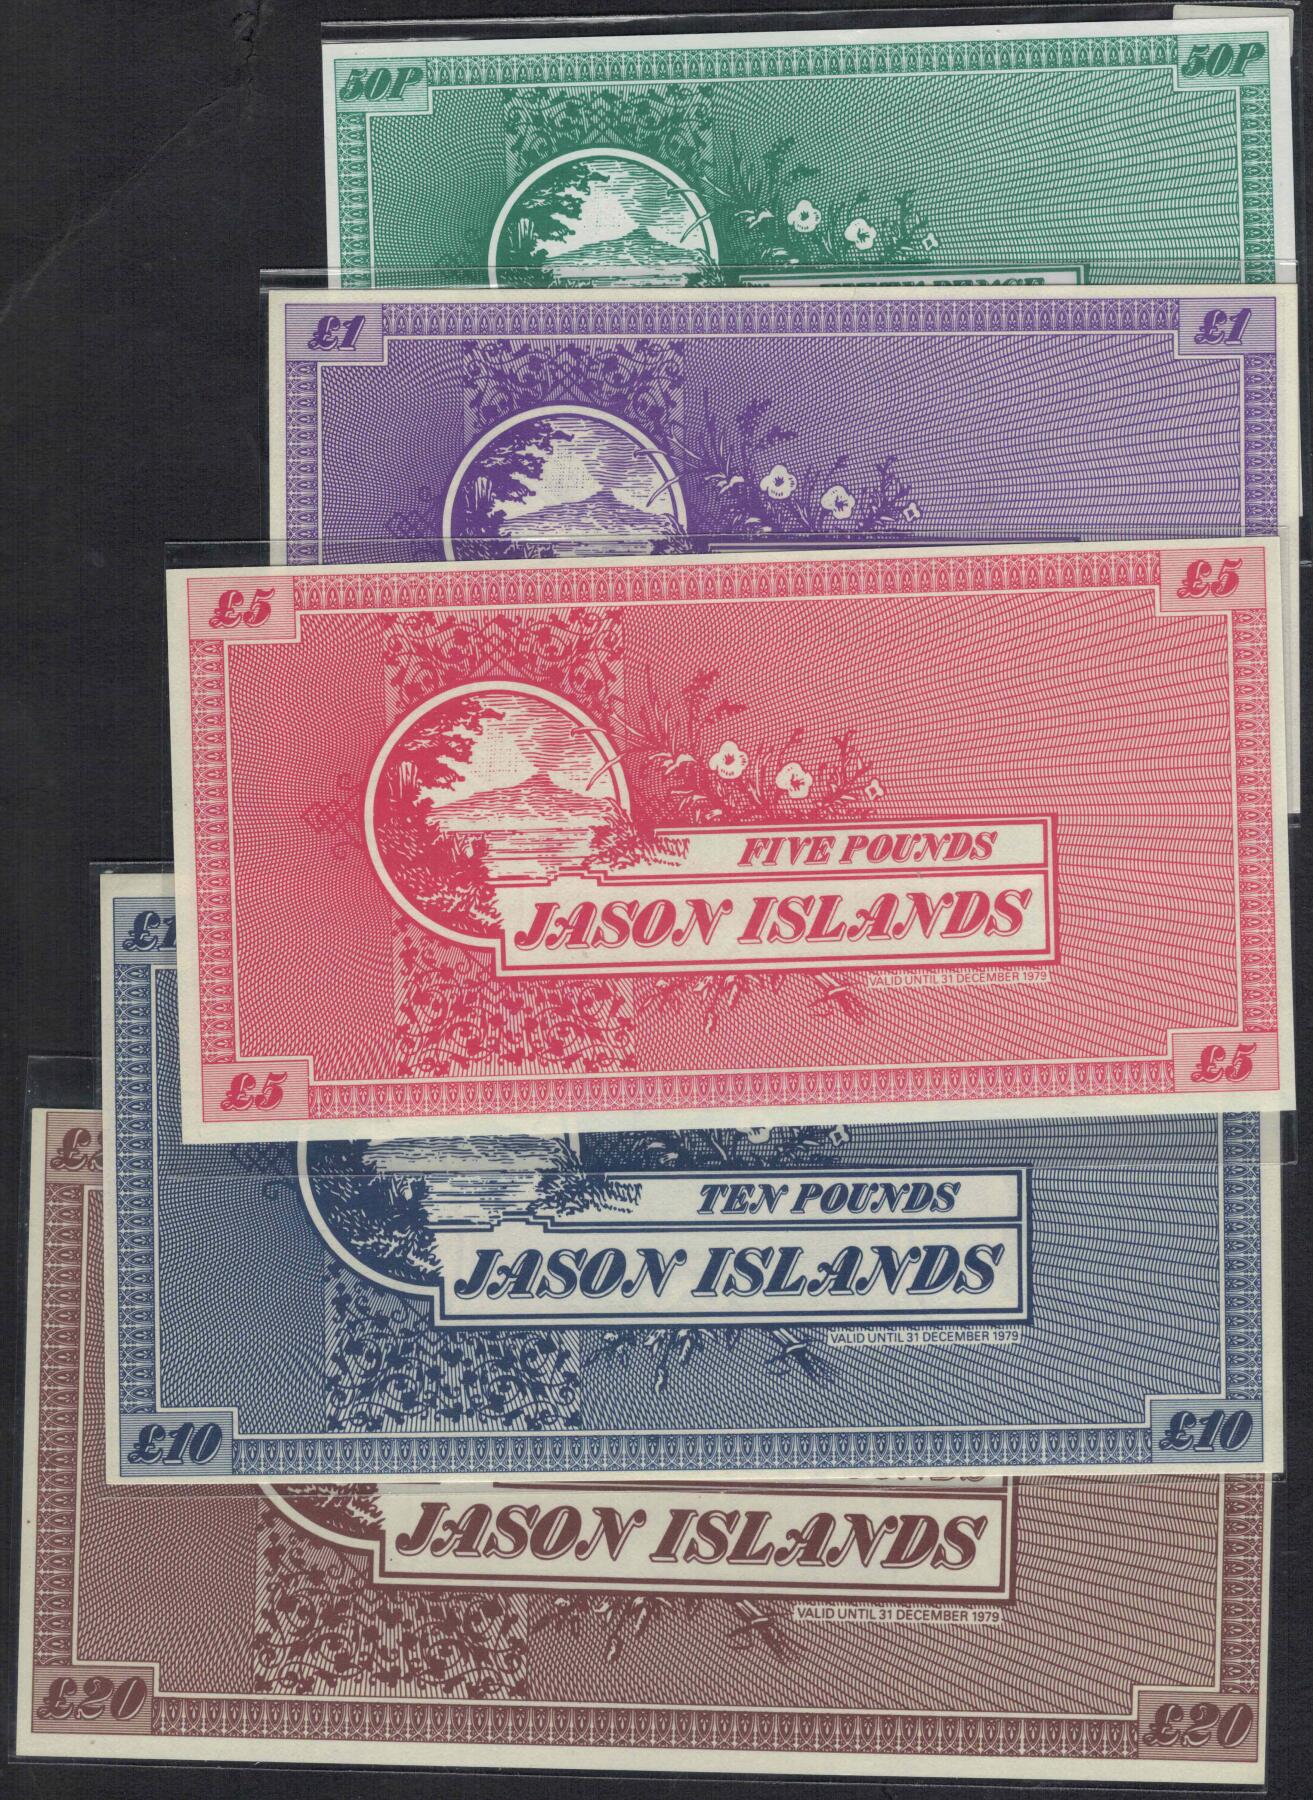 50P 50P
£1 £1
£5 £5
FIVE POUNDS
JASON ISLANDS
VALID UNTIL 31 DECEMBER 1979
£5 £5
TEN POUNDS
JASON ISLANDS
VALID UNTIL 31 DECEMBER 1979
£10 £10
JASON ISLANDS
VALID UNTIL 31 DECEMBER 1979
£20 £20